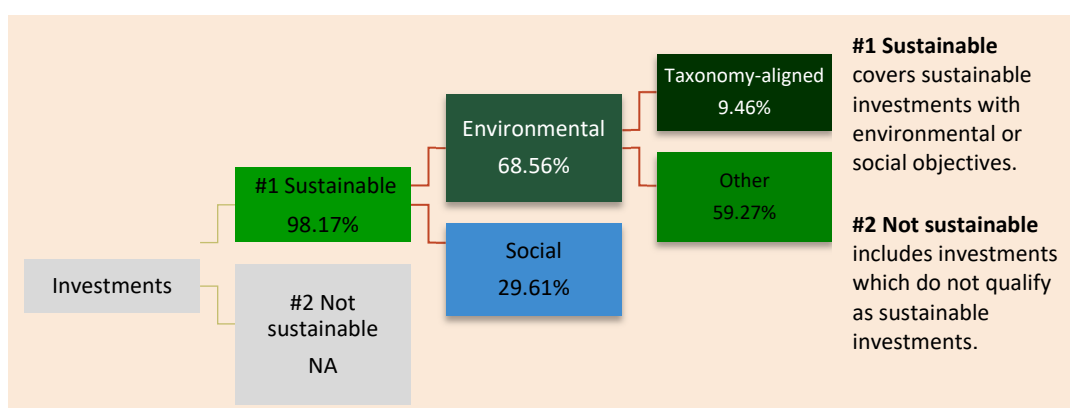 Investments
#1 Sustainable
98.17%
#2 Not
sustainable
NA
Environmental
68.56%
Social
29.61%
Taxonomy-aligned
9.46%
Other
59.27%
#1 Sustainable
covers sustainable
investments with
environmental or
social objectives.
#2 Not sustainable
includes investments
which do not qualify
as sustainable
investments.